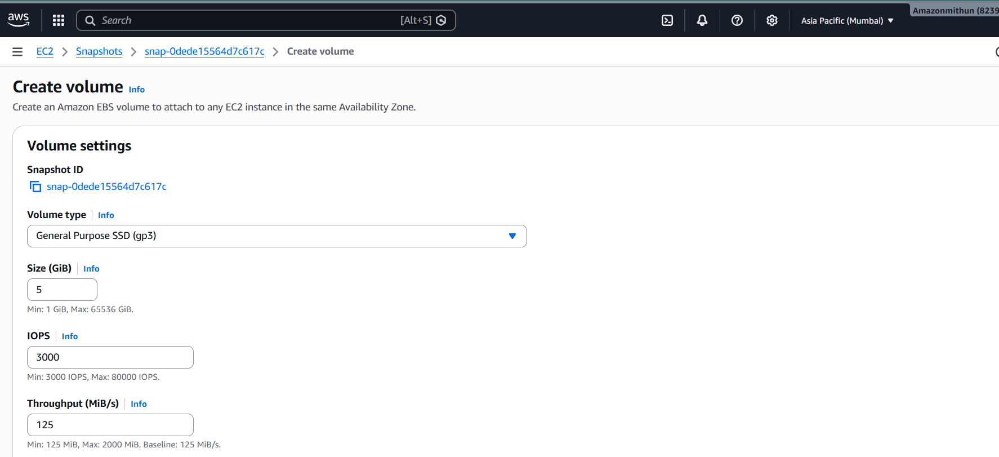 aws
Search [Alt+S]
Asia Pacific (Mumbai)
Amazonmithun (8239
EC2 Snapshots snap-0dede15564d7c617c Create volume
Create volume Info
Create an Amazon EBS volume to attach to any EC2 instance in the same Availability Zone.
Volume settings
Snapshot ID
snap-0dede15564d7c617c
Volume type Info
General Purpose SSD (gp3)
Size (GiB) Info
5
Min: 1 GiB, Max: 65536 GiB.
IOPS Info
3000
Min: 3000 IOPS, Max: 80000 IOPS.
Throughput (MiB/s) Info
125
Min: 125 MiB, Max: 2000 MiB. Baseline: 125 MiB/s.